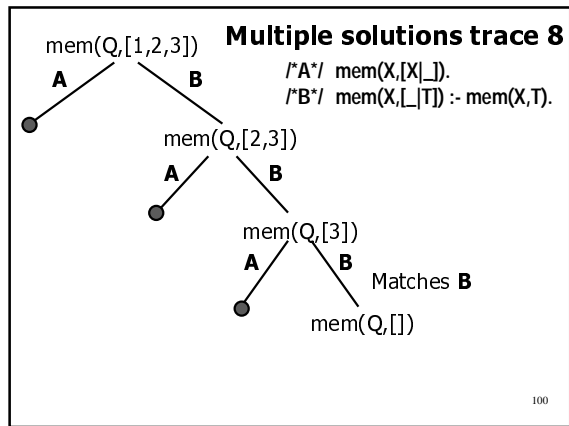 Multiple solutions trace 8
/*A*/ mem(X,[X|_]).
/*B*/ mem(X,[_|T]) :- mem(X,T).
mem(Q,[1,2,3])
A B
mem(Q,[2,3])
A B
mem(Q,[3])
A B
Matches B
mem(Q,[])
100